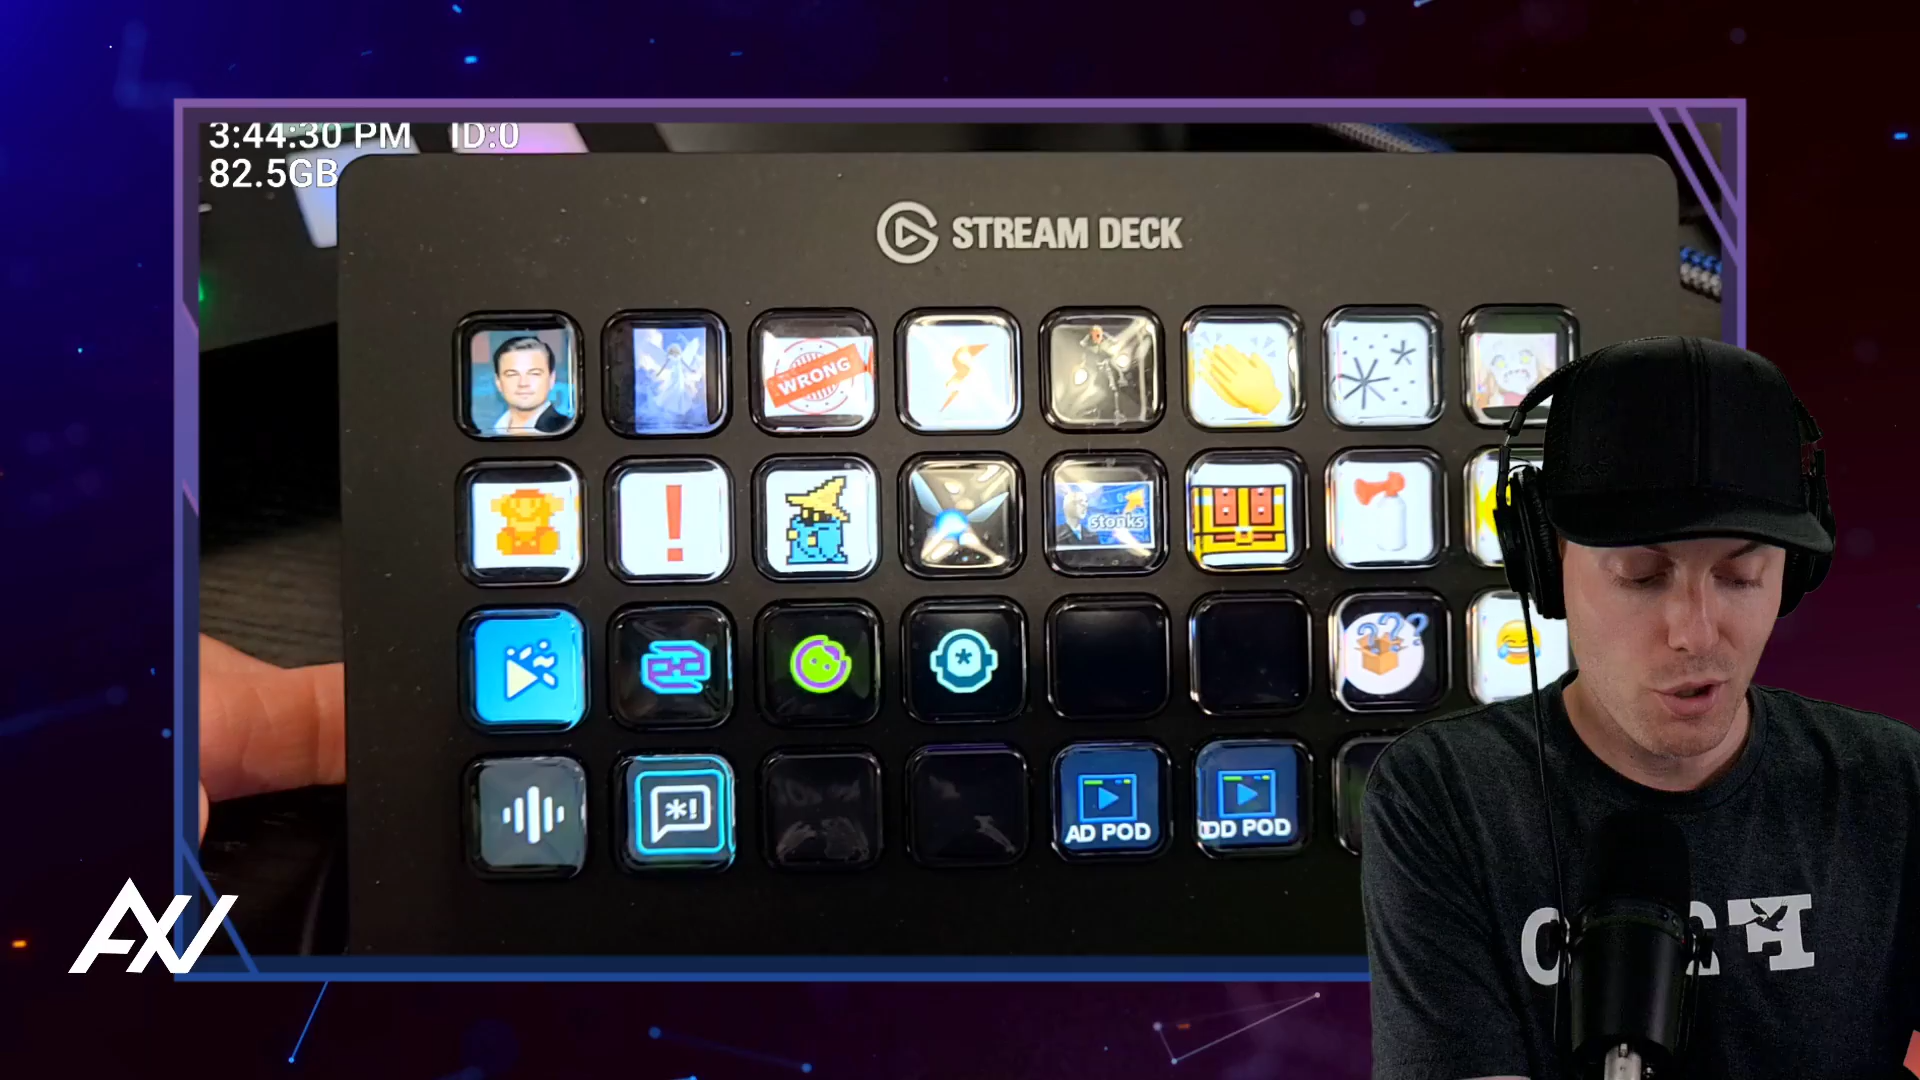 3:44:30 PM ID:0
82.5GB
STREAM DECK
WRONG
stonks
???
*!
AD POD
DD POD